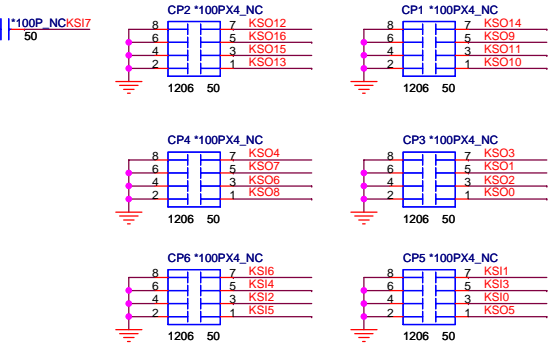 *100P_NC KSI7
50
CP2 *100PX4_NC
8 7 KSO12
6 5 KSO16
4 3 KSO15
2 1 KSO13
1206 50
CP1 *100PX4_NC
8 7 KSO14
6 5 KSO9
4 3 KSO11
2 1 KSO10
1206 50
CP4 *100PX4_NC
8 7 KSO4
6 5 KSO7
4 3 KSO6
2 1 KSO8
1206 50
CP3 *100PX4_NC
8 7 KSO3
6 5 KSO1
4 3 KSO2
2 1 KSO0
1206 50
CP6 *100PX4_NC
8 7 KSI6
6 5 KSI4
4 3 KSI2
2 1 KSI5
1206 50
CP5 *100PX4_NC
8 7 KSI1
6 5 KSI3
4 3 KSI0
2 1 KSO5
1206 50